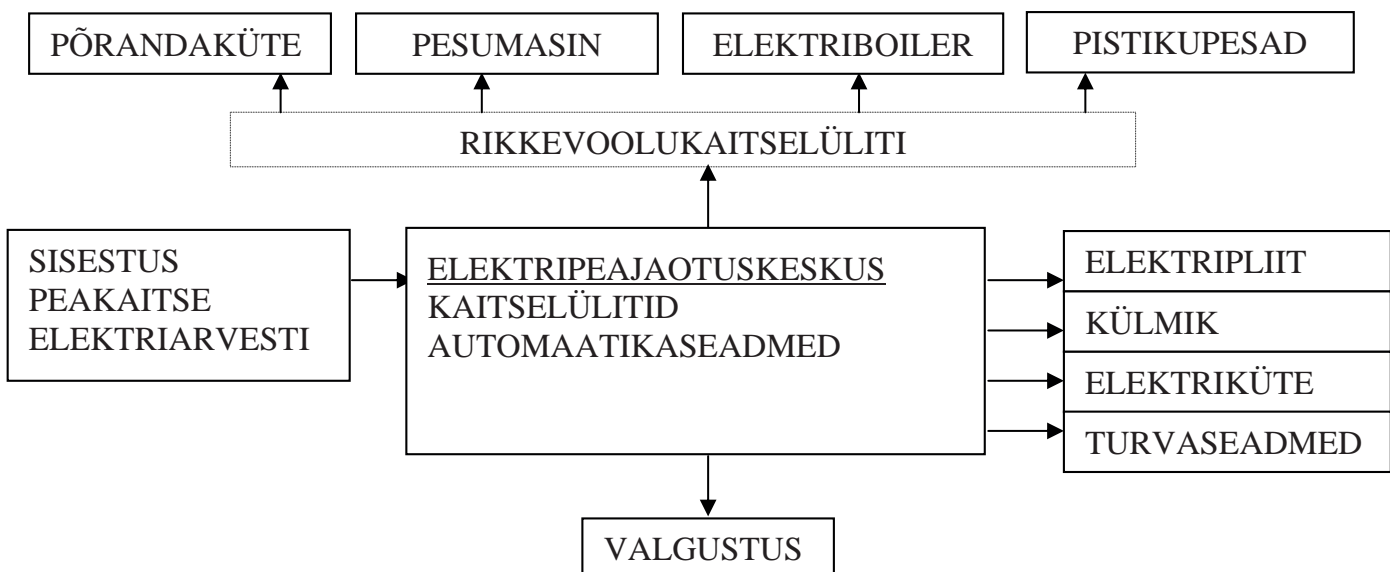 PÕRANDAKÜTE
PESUMASIN
ELEKTRIBOILER
PISTIKUPESAD
RIKKEVOOLUKAITSELÜLITI
SISESTUS
PEAKAITSE
ELEKTRIARVESTI
ELEKTRIPEAJAOTUSKESKUS
KAITSELÜLITID
AUTOMAATIKASEADMED
ELEKTRIPLIIT
KÜLMIK
ELEKTRIKÜTE
TURVASEADMED
VALGUSTUS